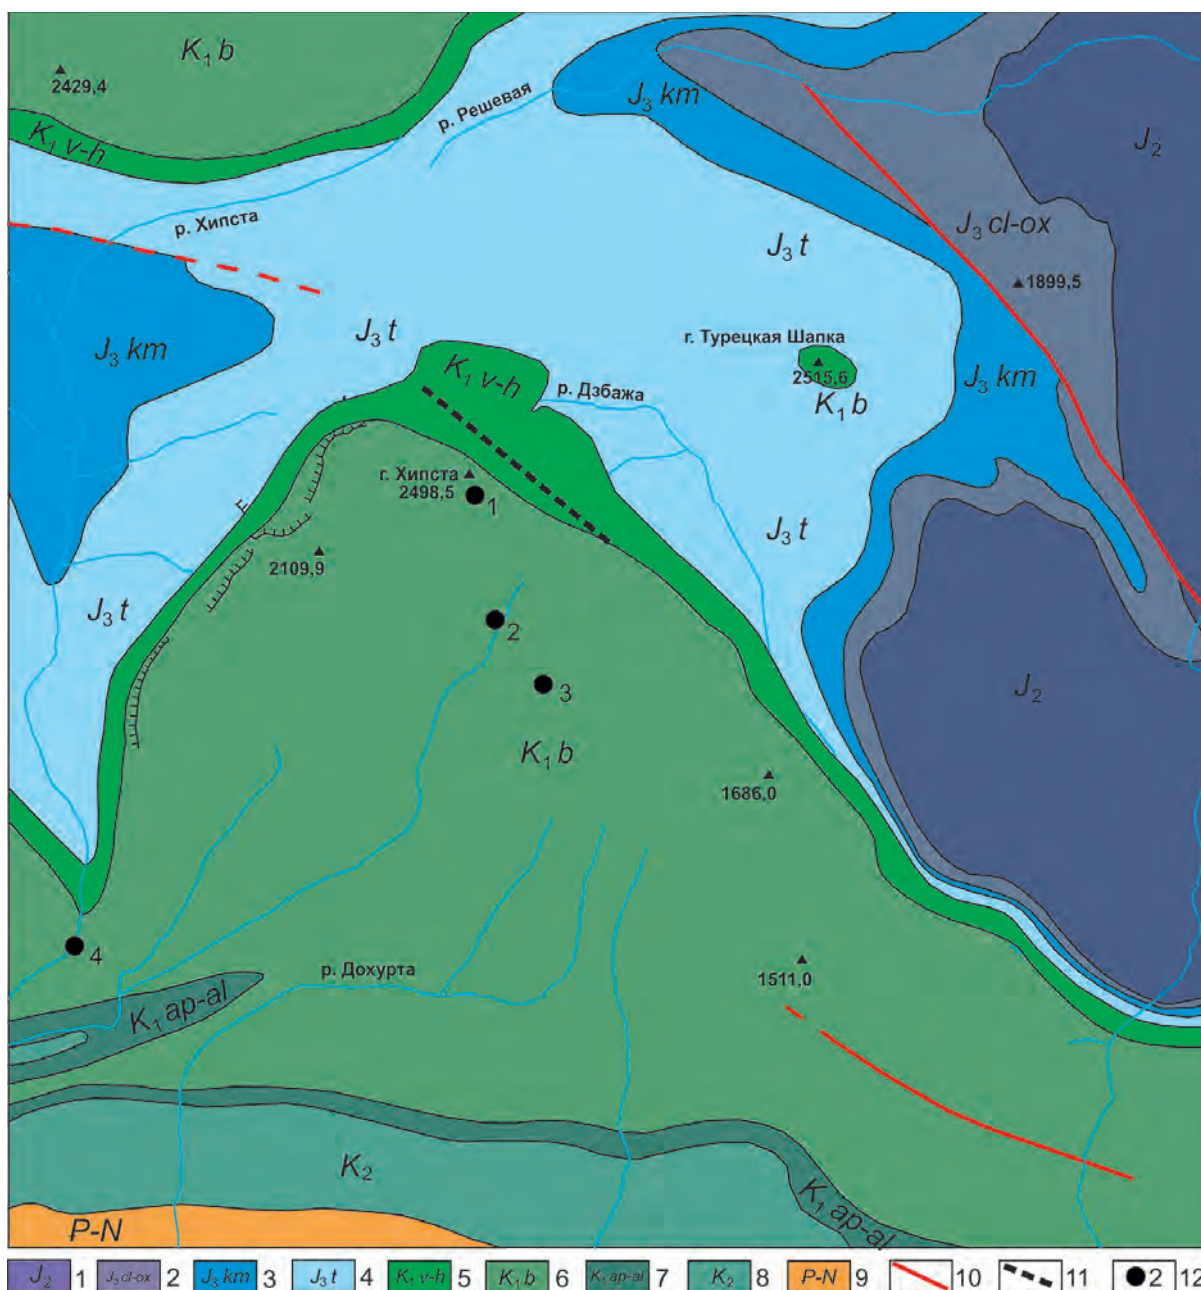 K₁ b
2429,4
K₁ v-h
р. Решевая
J₃ km
J₂
р. Хипста
J₃ t
J₃ cl-ox
1899,5
J₃ km
J₃ t
г. Турецкая Шапка
2515,6
K₁ b
J₃ km
K₁ v-h
р. Дзбажа
г. Хипста
2498,5
1
J₃ t
2109,9
J₃ t
2
3
J₂
K₁ b
1686,0
4
р. Дохурта
1511,0
K₁ ap-al
K₂
K₁ ap-al
P-N
J₂ 1 J₃ cl-ox 2 J₃ km 3 J₃ t 4 K₁ v-h 5 K₁ b 6 K₁ ap-al 7 K₂ 8 P-N 9 10 11 2 12